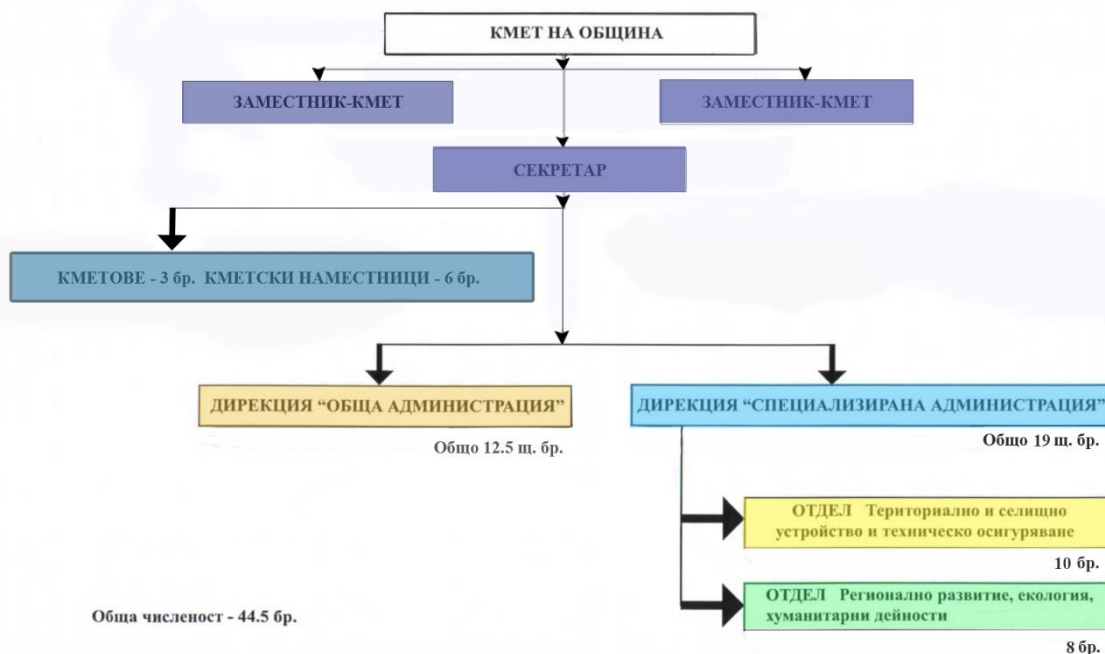 КМЕТ НА ОБЩИНА
ЗАМЕСТНИК-КМЕТ
ЗАМЕСТНИК-КМЕТ
СЕКРЕТАР
КМЕТОВЕ - 3 бр. КМЕТСКИ НАМЕСТНИЦИ - 6 бр.
ДИРЕКЦИЯ “ОБЩА АДМИНИСТРАЦИЯ”
Общо 12.5 щ. бр.
ДИРЕКЦИЯ “СПЕЦИАЛИЗИРАНА АДМИНИСТРАЦИЯ”
Общо 19 щ. бр.
ОТДЕЛ Териториално и селищно
устройство и техническо осигуряване
10 бр.
ОТДЕЛ Регионално развитие, екология,
хуманитарни дейности
8 бр.
Обща численост - 44.5 бр.